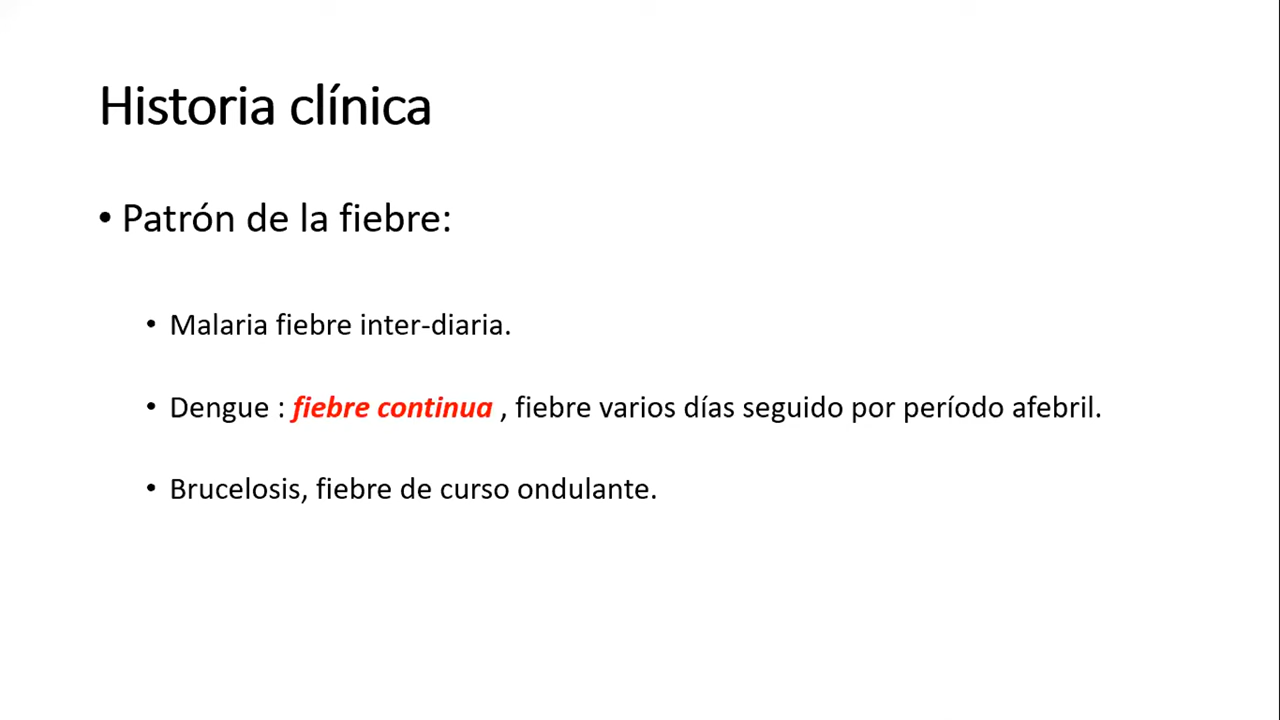 Historia clínica
• Patrón de la fiebre:
• Malaria fiebre inter-diaria.
• Dengue : fiebre continua , fiebre varios días seguido por período afebril.
• Brucelosis, fiebre de curso ondulante.